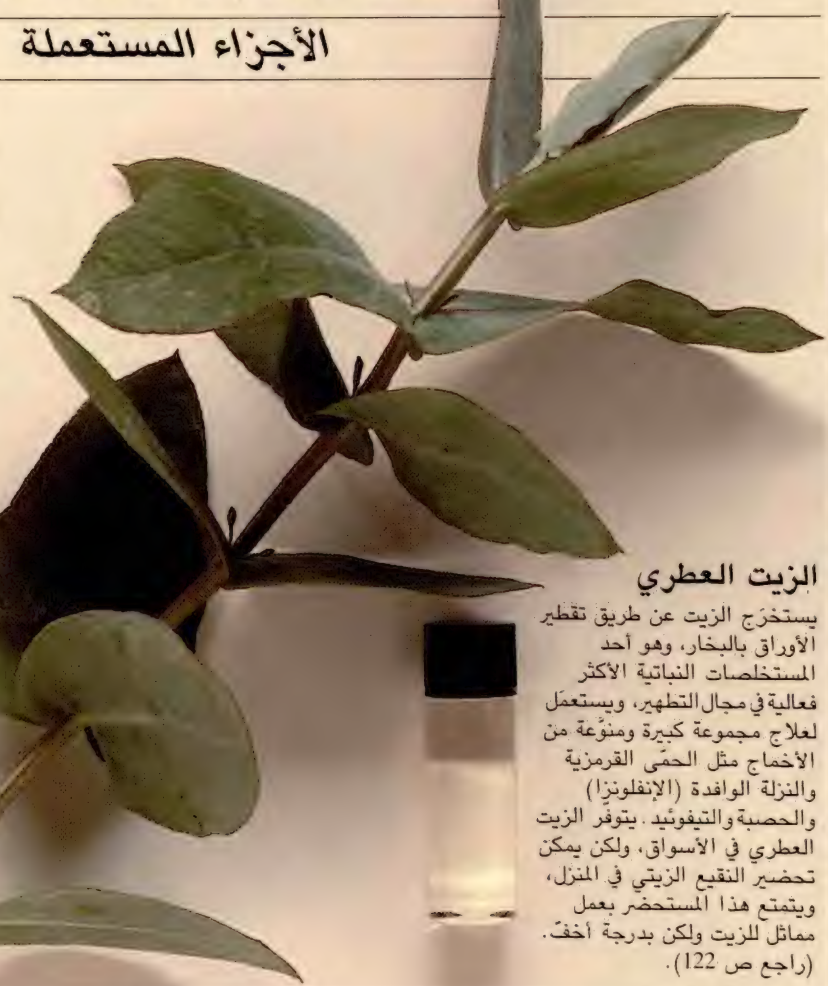 الأجزاء المستعملة
الزيت العطري
يستخرَج الزيت عن طريق تقطير
الأوراق بالبخار، وهو أحد
المستخلصات النباتية الأكثر
فعالية في مجال التطهير، ويستعمَل
لعلاج مجموعة كبيرة ومنوَّعة من
الأخماج مثل الحمّى القرمزية
والنزلة الوافدة (الإنفلونزا)
والحصبة والتيفوئيد. يتوفّر الزيت
العطري في الأسواق، ولكن يمكن
تحضير النقيع الزيتي في المنزل،
ويتمتع هذا المستحضر بعمل
مماثل للزيت ولكن بدرجة أخفّ.
(راجع ص 122).